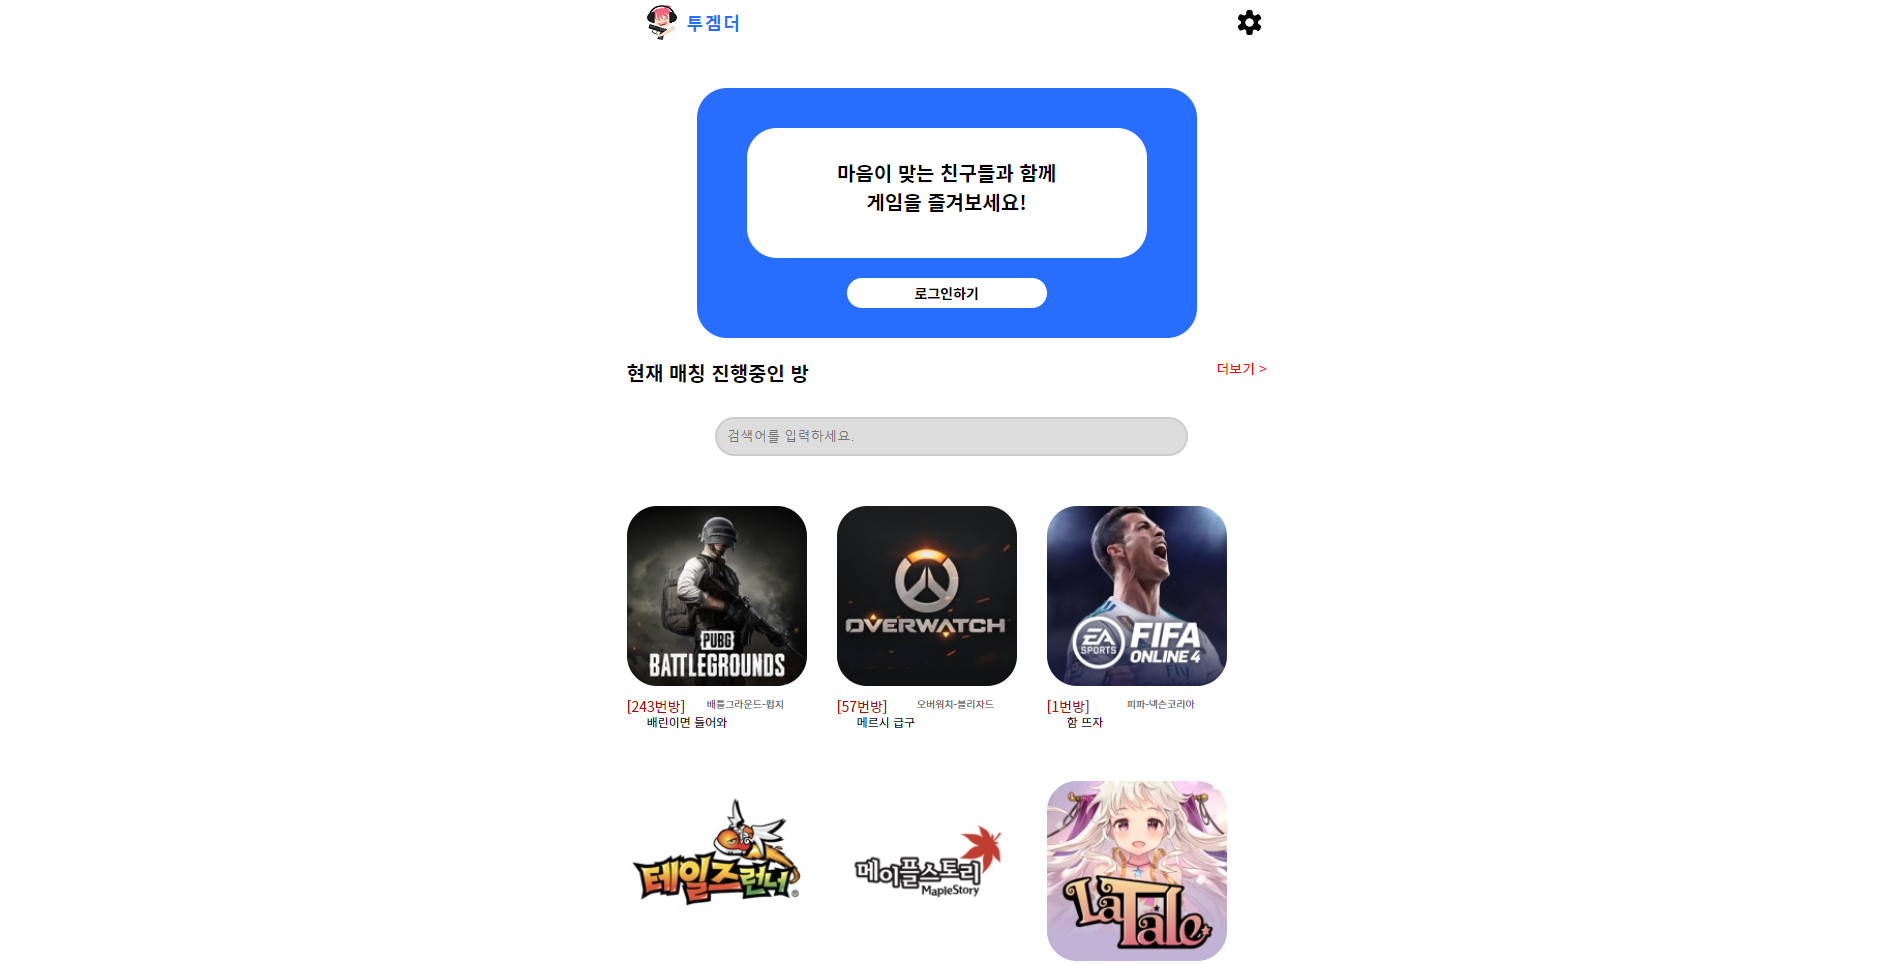 투겜더
마음이 맞는 친구들과 함께
게임을 즐겨보세요!
로그인하기
현재 매칭 진행중인 방
더보기 >
검색어를 입력하세요.
PUBG
BATTLEGROUNDS
OVERWATCH
EA
SPORTS
FIFA
ONLINE 4
[243번방] 배틀그라운드-펍지
배린이면 들어와
[57번방] 오버워치-블리자드
메르시 급구
[1번방] 피파-넥슨코리아
함 뜨자
테일즈런너®
메이플스토리
MapleStory
LaTale